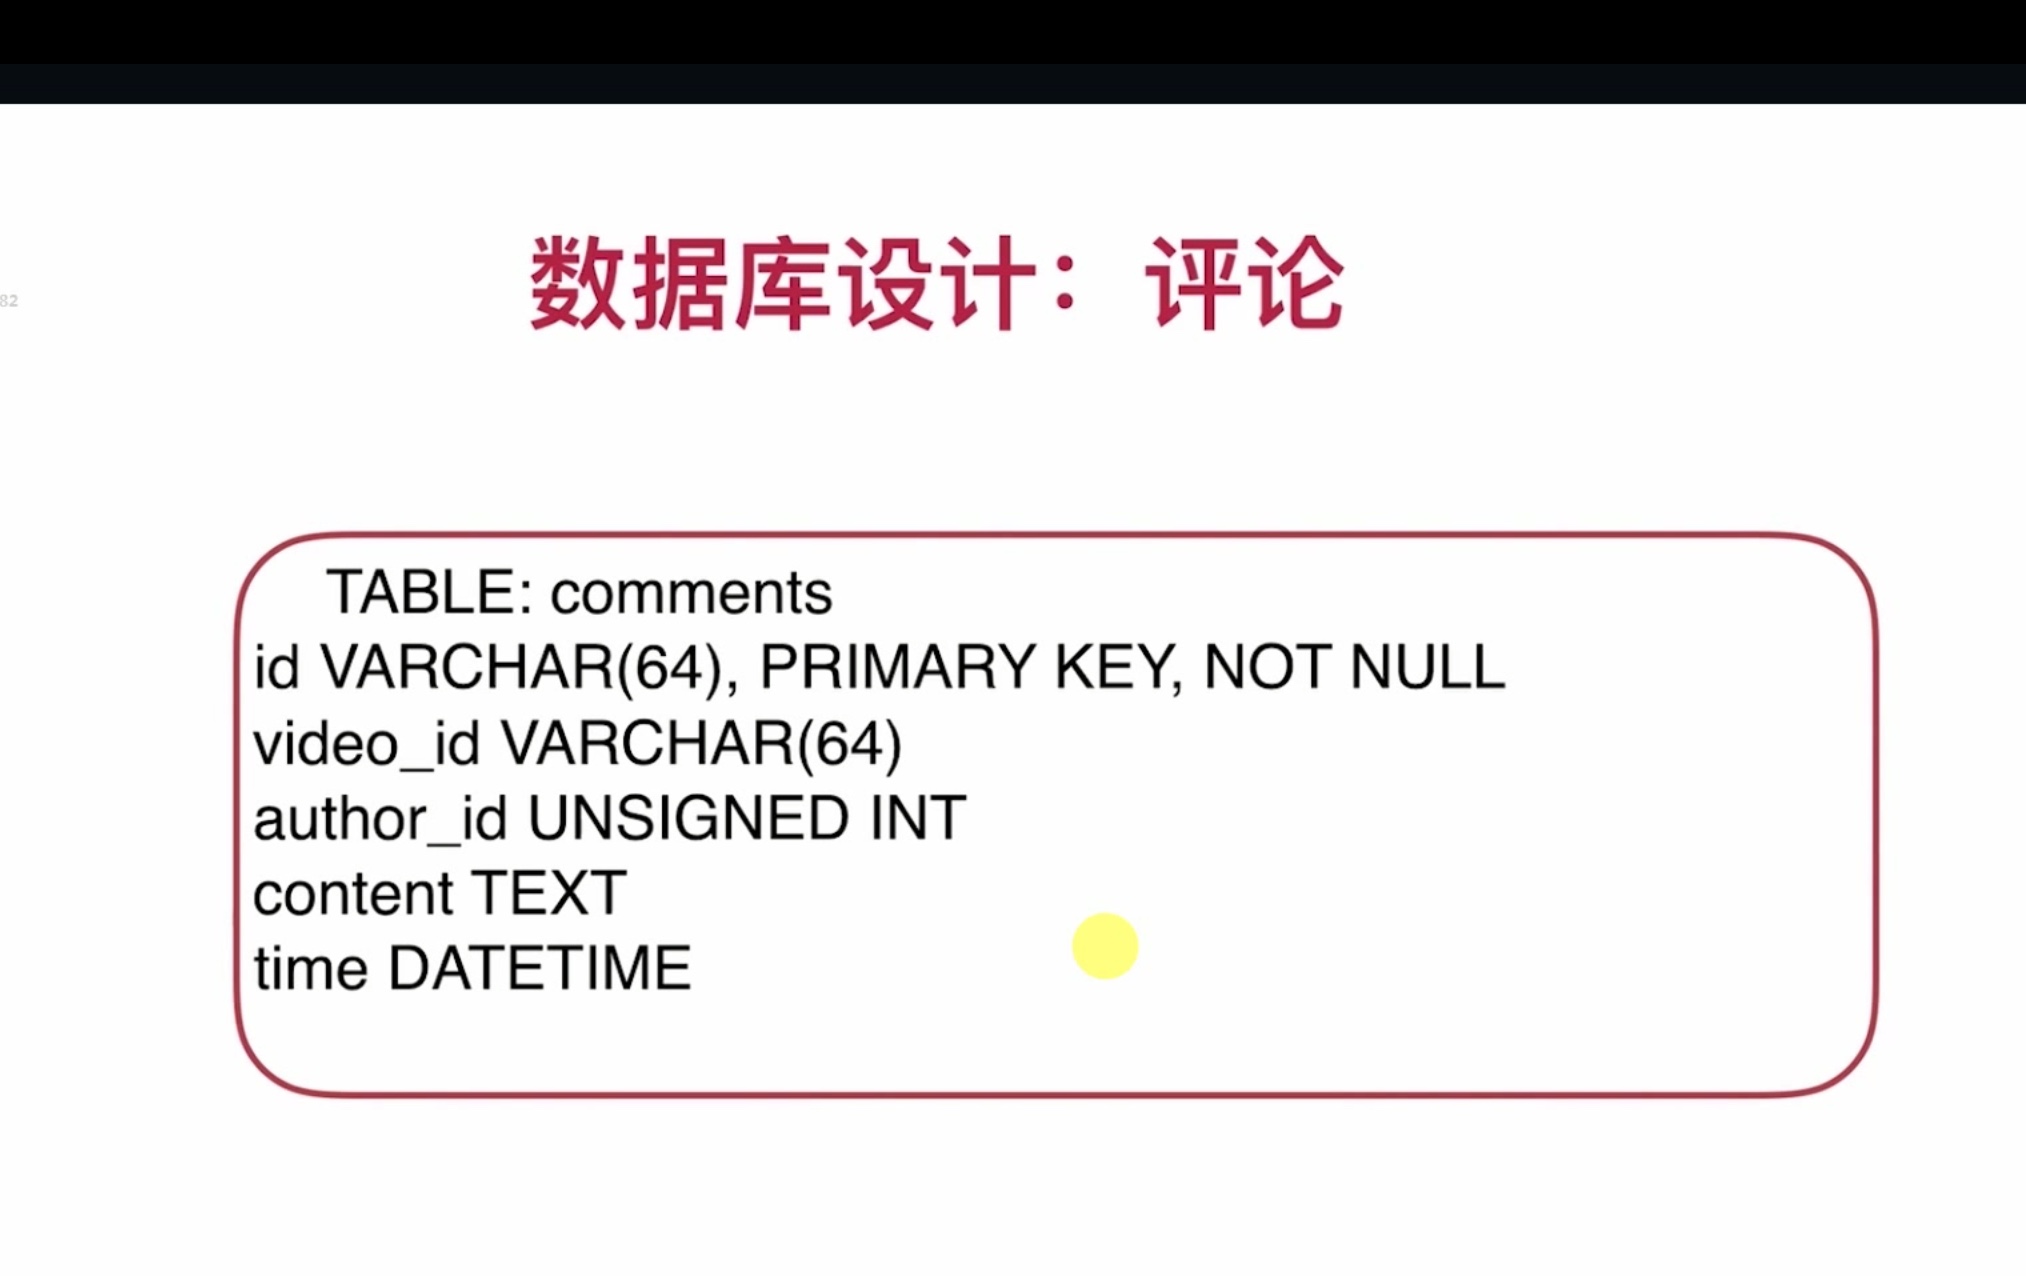 数据库设计：评论
82
TABLE: comments
id VARCHAR(64), PRIMARY KEY, NOT NULL
video_id VARCHAR(64)
author_id UNSIGNED INT
content TEXT
time DATETIME